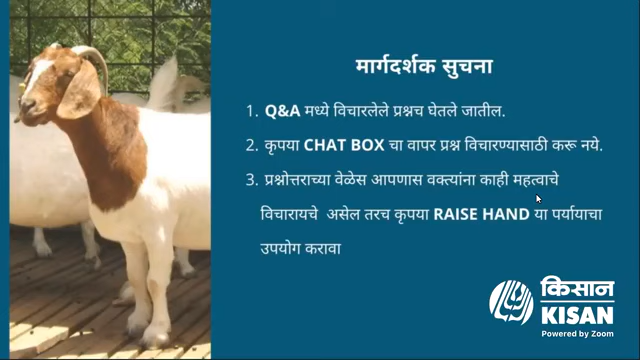 मार्गदर्शक सुचना
1. Q&A मध्ये विचारलेले प्रश्नच घेतले जातील.
2. कृपया CHAT BOX चा वापर प्रश्न विचारण्यासाठी करू नये.
3. प्रश्नोत्तराच्या वेळेस आपणास वक्त्यांना काही महत्वाचे
विचारायचे असेल तरच कृपया RAISE HAND या पर्यायाचा
उपयोग करावा
किसान
KISAN
Powered by Zoom